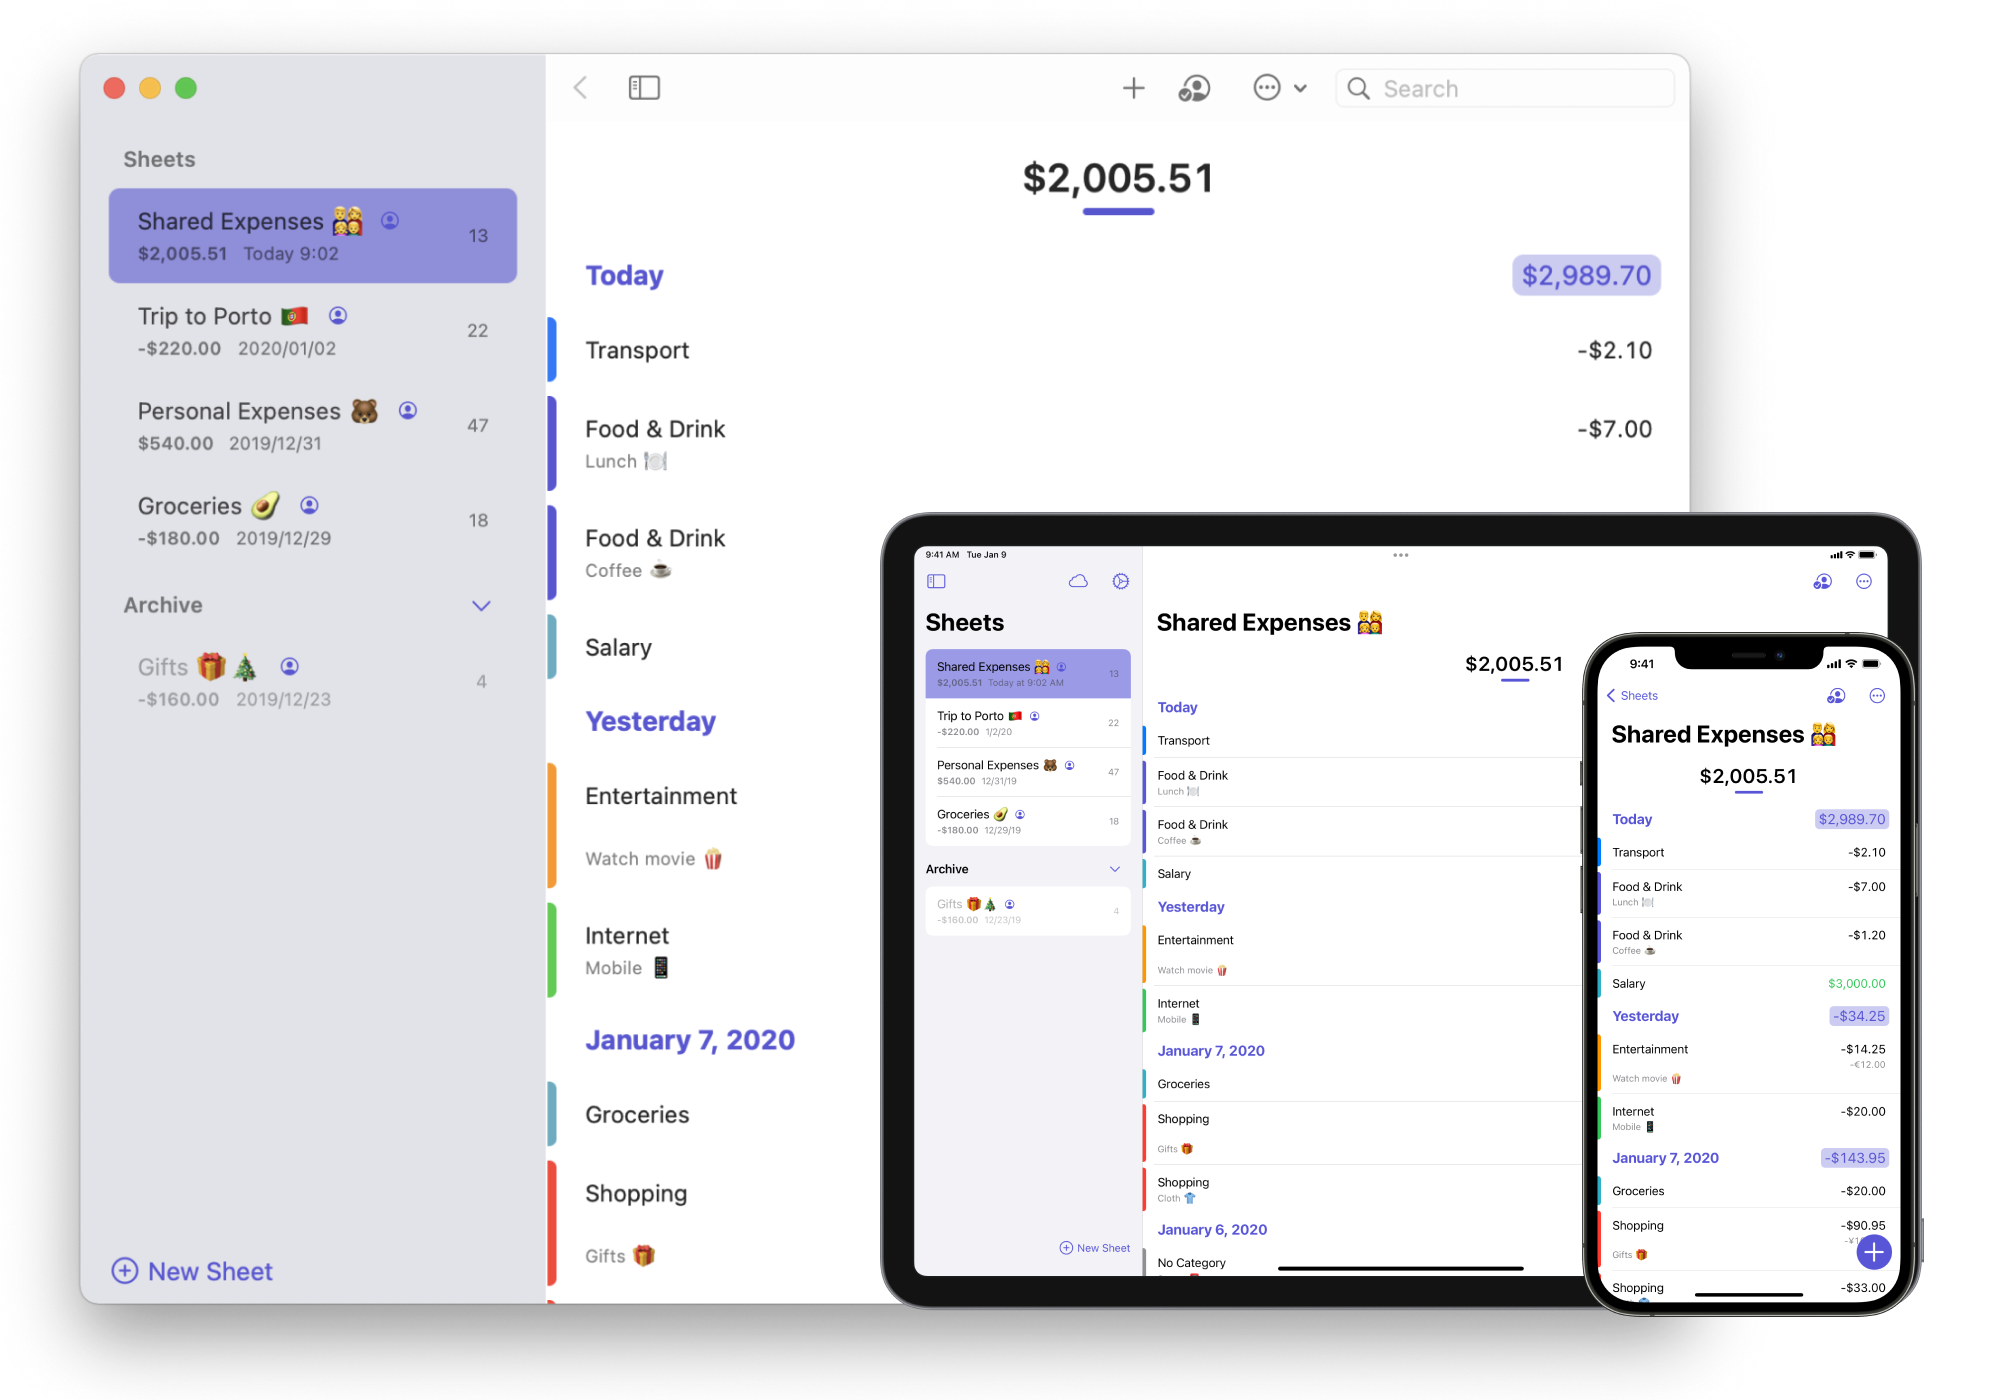 Search
Sheets
Shared Expenses 👨‍👩‍👧‍👦
13
$2,005.51 Today 9:02
Trip to Porto 🇵🇹
22
-$220.00 2020/01/02
Personal Expenses 🐻
47
$540.00 2019/12/31
Groceries 🥑
18
-$180.00 2019/12/29
Archive
Gifts 🎁🎄
4
-$160.00 2019/12/23
New Sheet
$2,005.51
Today $2,989.70
Transport -$2.10
Food & Drink -$7.00
Lunch 🍽
Food & Drink
Coffee ☕
Salary
Yesterday
Entertainment
Watch movie 🍿
Internet
Mobile 📱
January 7, 2020
Groceries
Shopping
Gifts 🎁
9:41 AM Tue Jan 9
Sheets
Shared Expenses 👨‍👩‍👧‍👦
13
$2,005.51 Today at 9:02 AM
Trip to Porto 🇵🇹
22
-$220.00 1/2/20
Personal Expenses 🐻
47
$540.00 12/31/19
Groceries 🥑
18
-$180.00 12/29/19
Archive
Gifts 🎁🎄
4
-$160.00 12/23/19
New Sheet
Shared Expenses 👨‍👩‍👧‍👦
$2,005.51
Today
Transport
Food & Drink
Lunch 🍽
Food & Drink
Coffee ☕
Salary
Yesterday
Entertainment
Watch movie 🍿
Internet
Mobile 📱
January 7, 2020
Groceries
Shopping
Gifts 🎁
Shopping
Cloth 👕
January 6, 2020
No Category
9:41
Sheets
Shared Expenses 👨‍👩‍👧‍👦
$2,005.51
Today $2,989.70
Transport -$2.10
Food & Drink -$7.00
Lunch 🍽
Food & Drink -$1.20
Coffee ☕
Salary $3,000.00
Yesterday -$34.25
Entertainment -$14.25
-€12.00
Watch movie 🍿
Internet -$20.00
Mobile 📱
January 7, 2020 -$143.95
Groceries -$20.00
Shopping -$90.95
Gifts 🎁
Shopping -$33.00